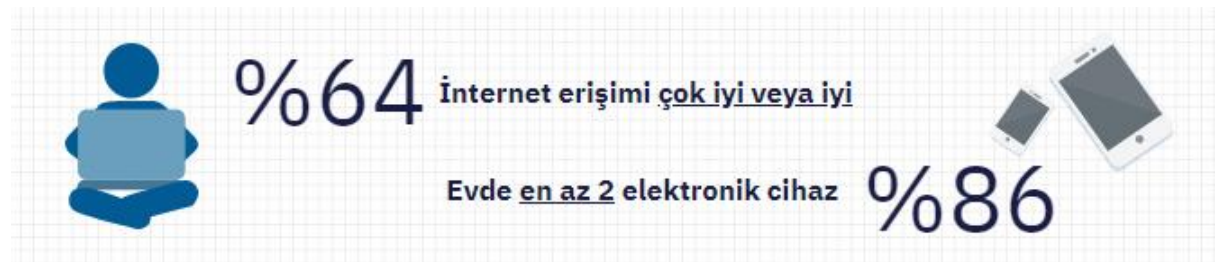 %64 İnternet erişimi çok iyi veya iyi
Evde en az 2 elektronik cihaz %86